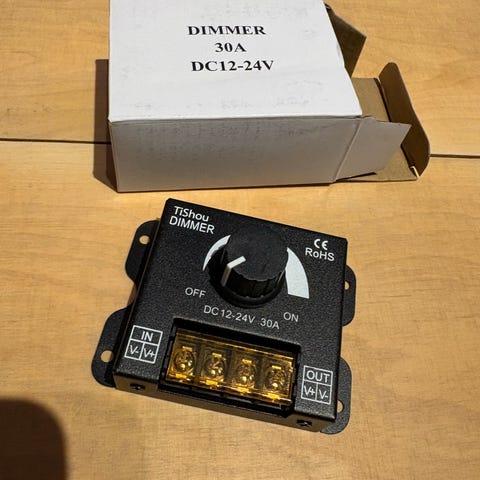 DIMMER
30A
DC12-24V
TiShou
DIMMER
CE
RoHS
OFF
ON
DC12-24V 30A
IN
V- V+
OUT
V+ V-